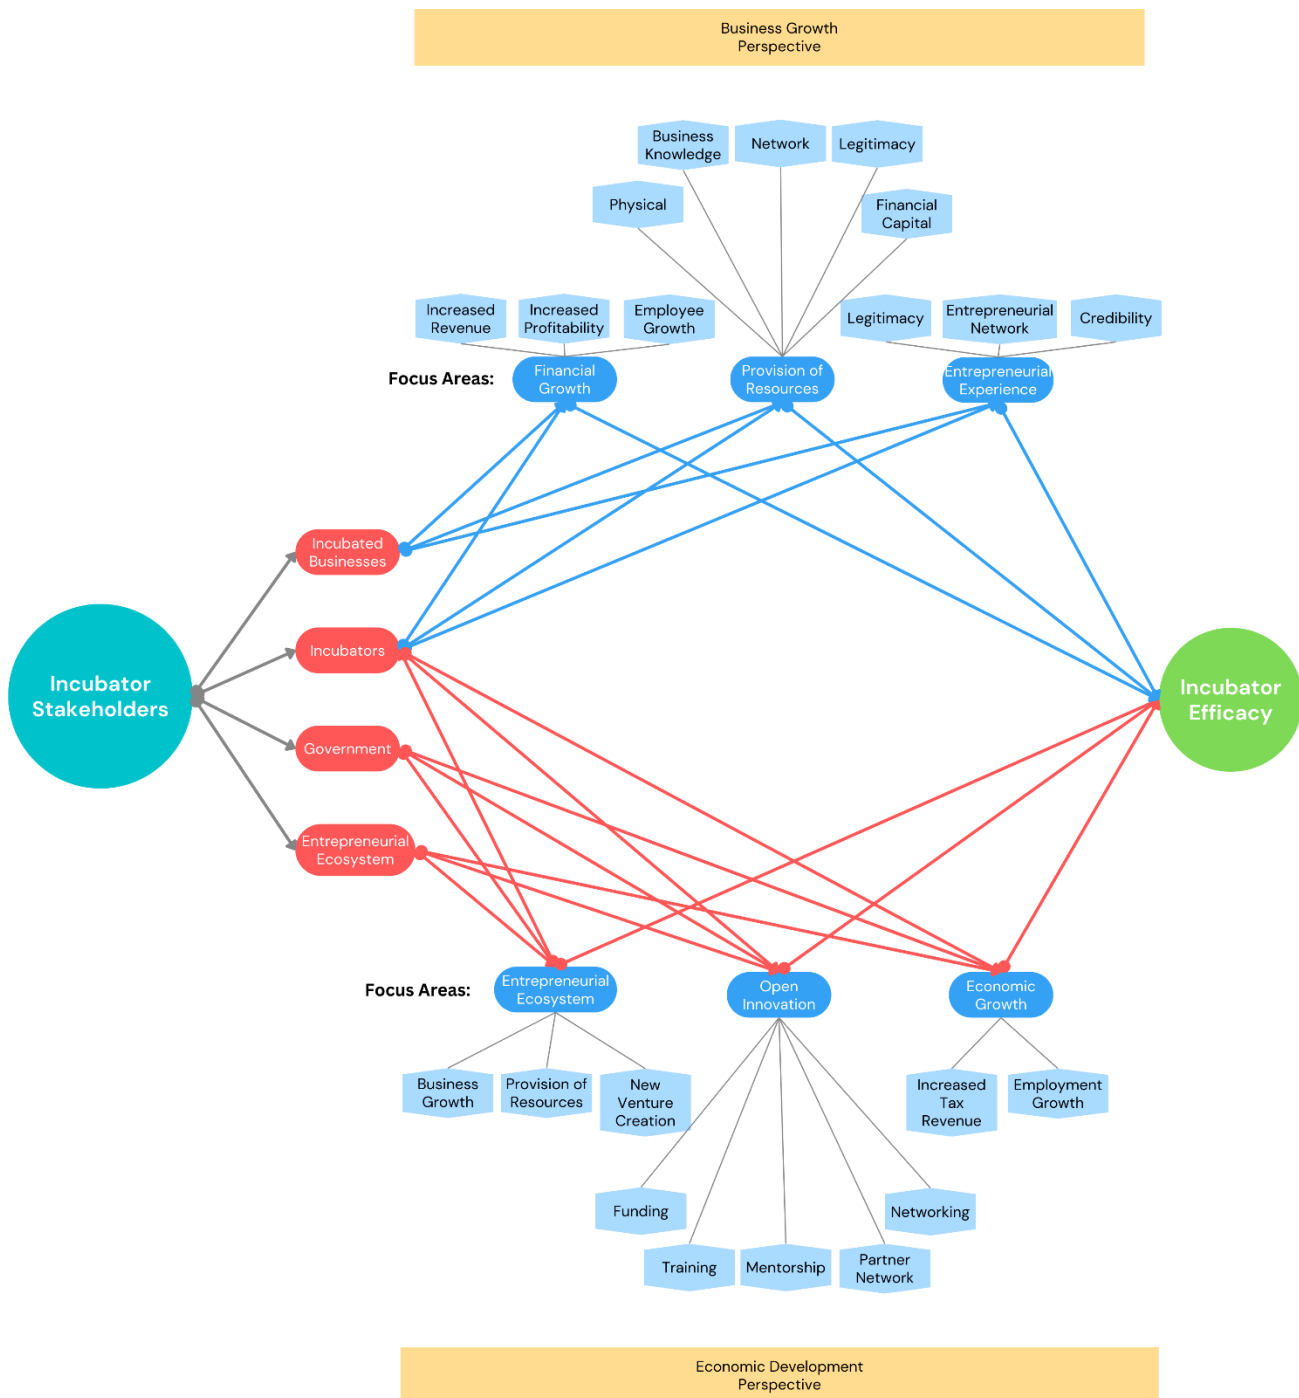 Business Growth
Perspective
Business
Knowledge
Network
Legitimacy
Physical
Financial
Capital
Increased
Revenue
Increased
Profitability
Employee
Growth
Legitimacy
Entrepreneurial
Network
Credibility
Focus Areas:
Financial
Growth
Provision of
Resources
Entrepreneurial
Experience
Incubated
Businesses
Incubators
Incubator
Stakeholders
Incubator
Efficacy
Government
Entrepreneurial
Ecosystem
Focus Areas:
Entrepreneurial
Ecosystem
Open
Innovation
Economic
Growth
Business
Growth
Provision of
Resources
New
Venture
Creation
Increased
Tax
Revenue
Employment
Growth
Funding
Networking
Training
Mentorship
Partner
Network
Economic Development
Perspective